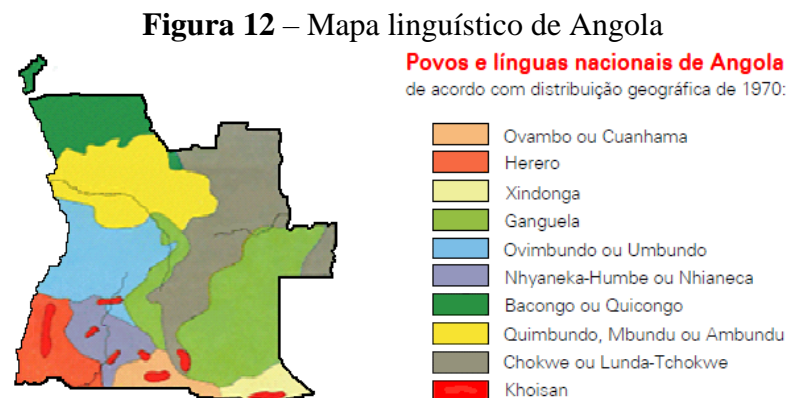 Figura 12 – Mapa linguístico de Angola
Povos e línguas nacionais de Angola
de acordo com distribuição geográfica de 1970:
Ovambo ou Cuanhama
Herero
Xindonga
Ganguela
Ovimbundo ou Umbundo
Nhyaneka-Humbe ou Nhianeca
Bacongo ou Quicongo
Quimbundo, Mbundu ou Ambundu
Chokwe ou Lunda-Tchokwe
Khoisan